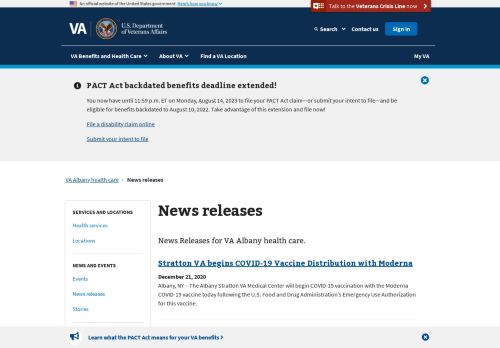 An official website of the United States government Here's how you know
Talk to the Veterans Crisis Line now
VA
U.S. Department
of Veterans Affairs
Search
Contact us
Sign in
VA Benefits and Health Care
About VA
Find a VA Location
My VA
PACT Act backdated benefits deadline extended!
You now have until 11:59 p.m. ET on Monday, August 14, 2023 to file your PACT Act claim—or submit your intent to file—and
be eligible for benefits backdated to August 10, 2022. Take advantage of this extension and file now!
File a disability claim online
Submit your intent to file
VA Albany health care › News releases
SERVICES AND LOCATIONS
Health services
Locations
NEWS AND EVENTS
Events
News releases
Stories
News releases
News Releases for VA Albany health care.
Stratton VA begins COVID-19 Vaccine Distribution with Moderna
December 21, 2020
Albany, NY – The Albany Stratton VA Medical Center will begin COVID-19 vaccination with the Moderna
COVID-19 vaccine today following the U.S. Food and Drug Administration's Emergency Use Authorization
for this vaccine.
Learn what the PACT Act means for your VA benefits